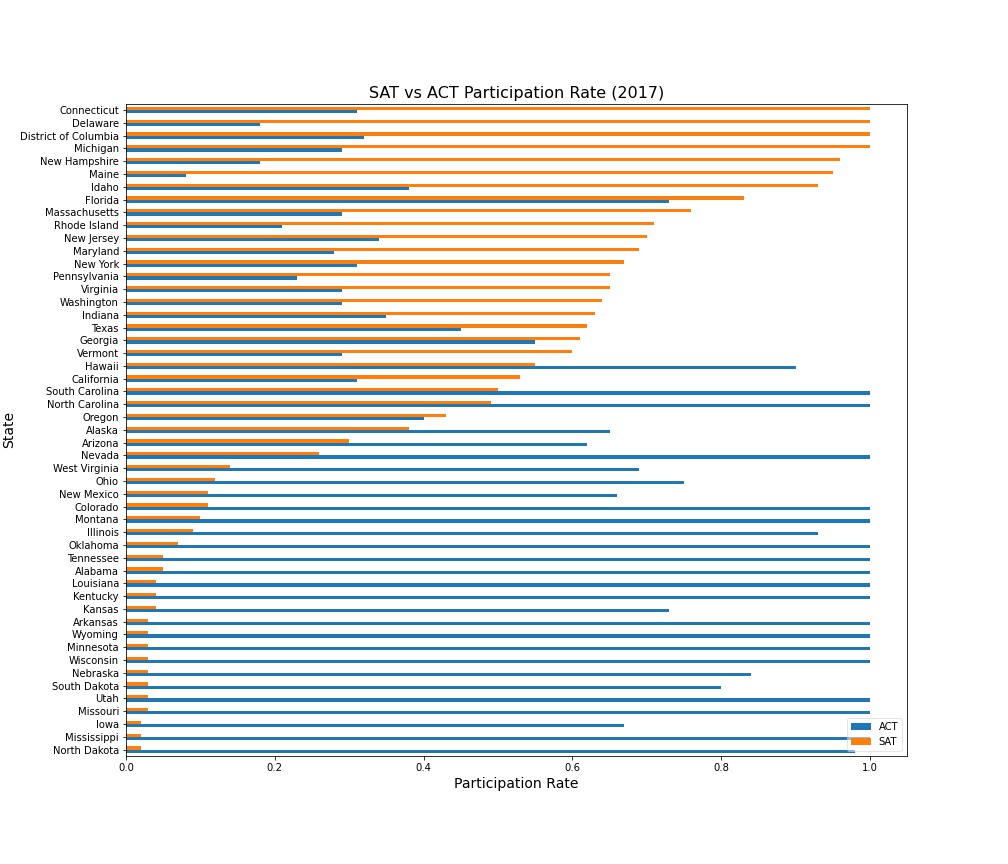 SAT vs ACT Participation Rate (2017)
Connecticut
Delaware
District of Columbia
Michigan
New Hampshire
Maine
Idaho
Florida
Massachusetts
Rhode Island
New Jersey
Maryland
New York
Pennsylvania
Virginia
Washington
Indiana
Texas
Georgia
Vermont
Hawaii
California
South Carolina
North Carolina
Oregon
Alaska
Arizona
Nevada
West Virginia
Ohio
New Mexico
Colorado
Montana
Illinois
Oklahoma
Tennessee
Alabama
Louisiana
Kentucky
Kansas
Arkansas
Wyoming
Minnesota
Wisconsin
Nebraska
South Dakota
Utah
Missouri
Iowa
Mississippi
North Dakota
State
ACT
SAT
0.0 0.2 0.4 0.6 0.8 1.0
Participation Rate